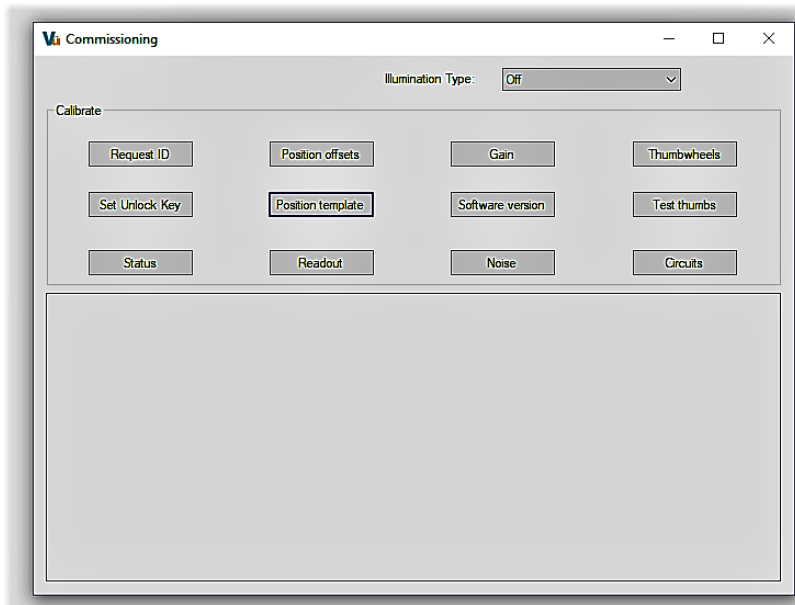 Commissioning
Illumination Type: Off
Calibrate
Request ID Position offsets Gain Thumbwheels
Set Unlock Key Position template Software version Test thumbs
Status Readout Noise Circuits